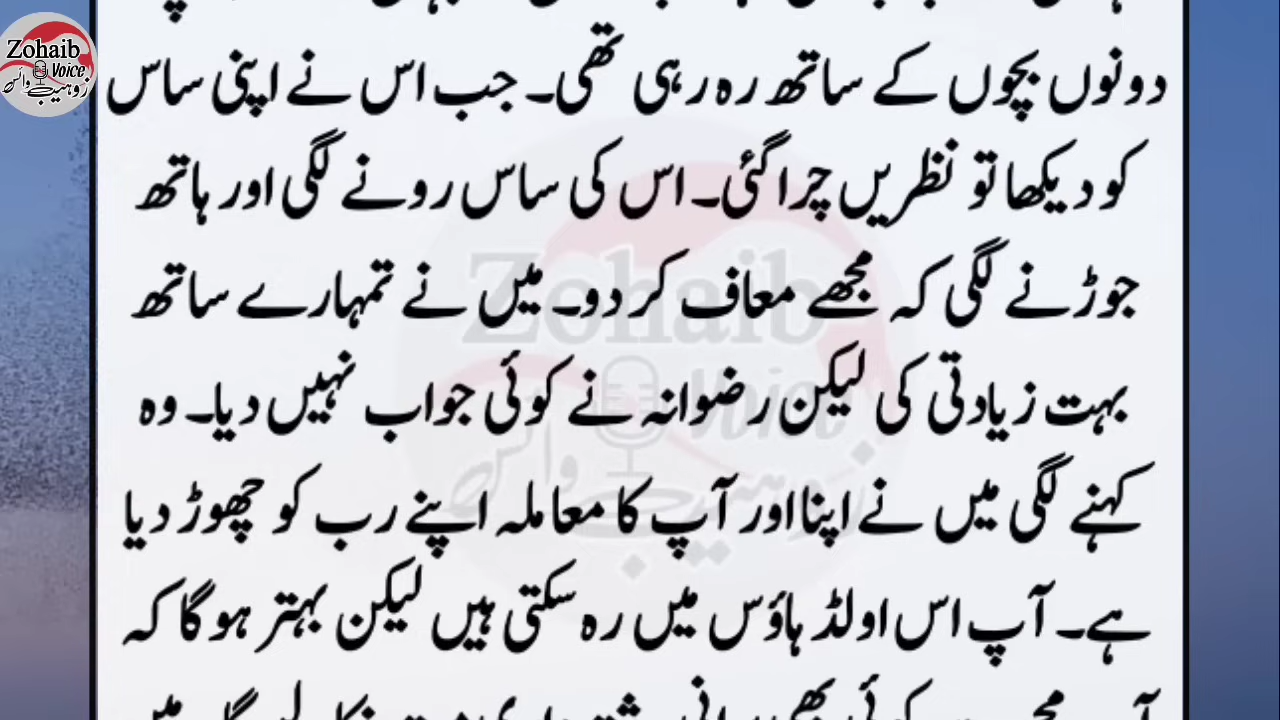 Zohaib
Voice
زوہیب وائس
دونوں بچوں کے ساتھ رہ رہی تھی۔ جب اس نے اپنی ساس
کو دیکھا تو نظریں چرا گئی۔ اس کی ساس رونے لگی اور ہاتھ
جوڑنے لگی کہ مجھے معاف کر دو۔ میں نے تمہارے ساتھ
بہت زیادتی کی لیکن رضوانہ نے کوئی جواب نہیں دیا۔ وہ
کہنے لگی میں نے اپنا اور آپ کا معاملہ اپنے رب کو چھوڑ دیا
ہے۔ آپ اس اولڈ ہاؤس میں رہ سکتی ہیں لیکن بہتر ہو گا کہ